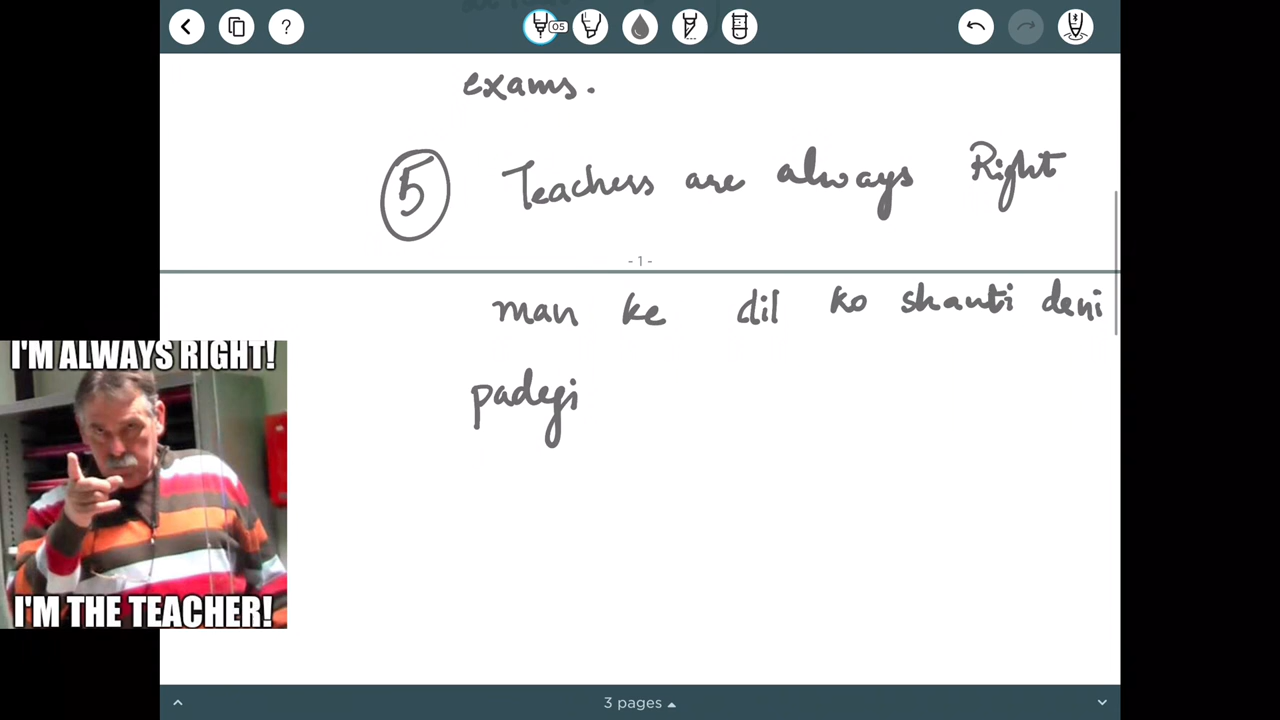 05
exams.
5 Teachers are always Right
- 1 -
man ke dil ko shanti deni
padegi
I'M ALWAYS RIGHT!
I'M THE TEACHER!
3 pages